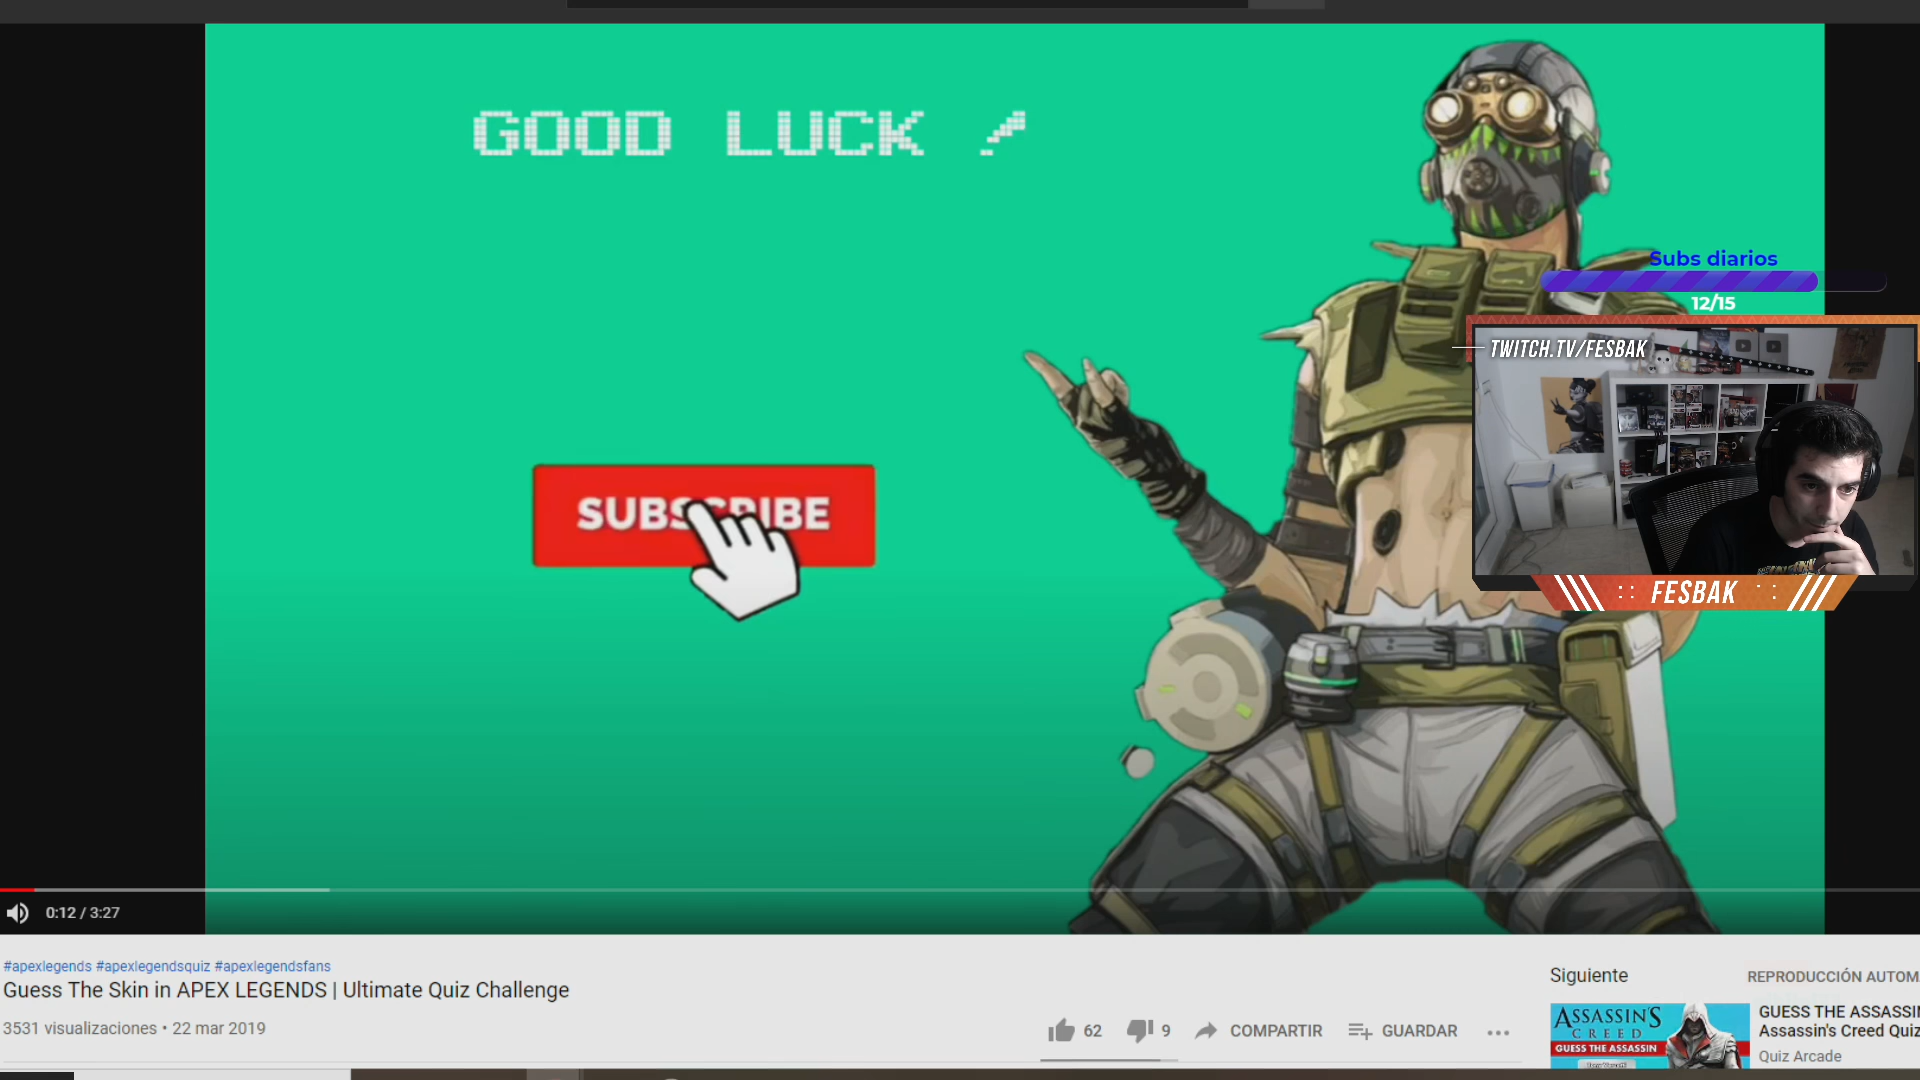 GOOD LUCK !
SUBSCRIBE
Subs diarios
12/15
TWITCH.TV/FESBAK
FESBAK
0:12 / 3:27
#apexlegends #apexlegendsquiz #apexlegendsfans
Guess The Skin in APEX LEGENDS | Ultimate Quiz Challenge
3531 visualizaciones • 22 mar 2019
62
9
COMPARTIR
GUARDAR
Siguiente
REPRODUCCIÓN AUTOM
ASSASSIN'S
CREED
GUESS THE ASSASSIN
GUESS THE ASSASSIN
Assassin's Creed Quiz
Quiz Arcade